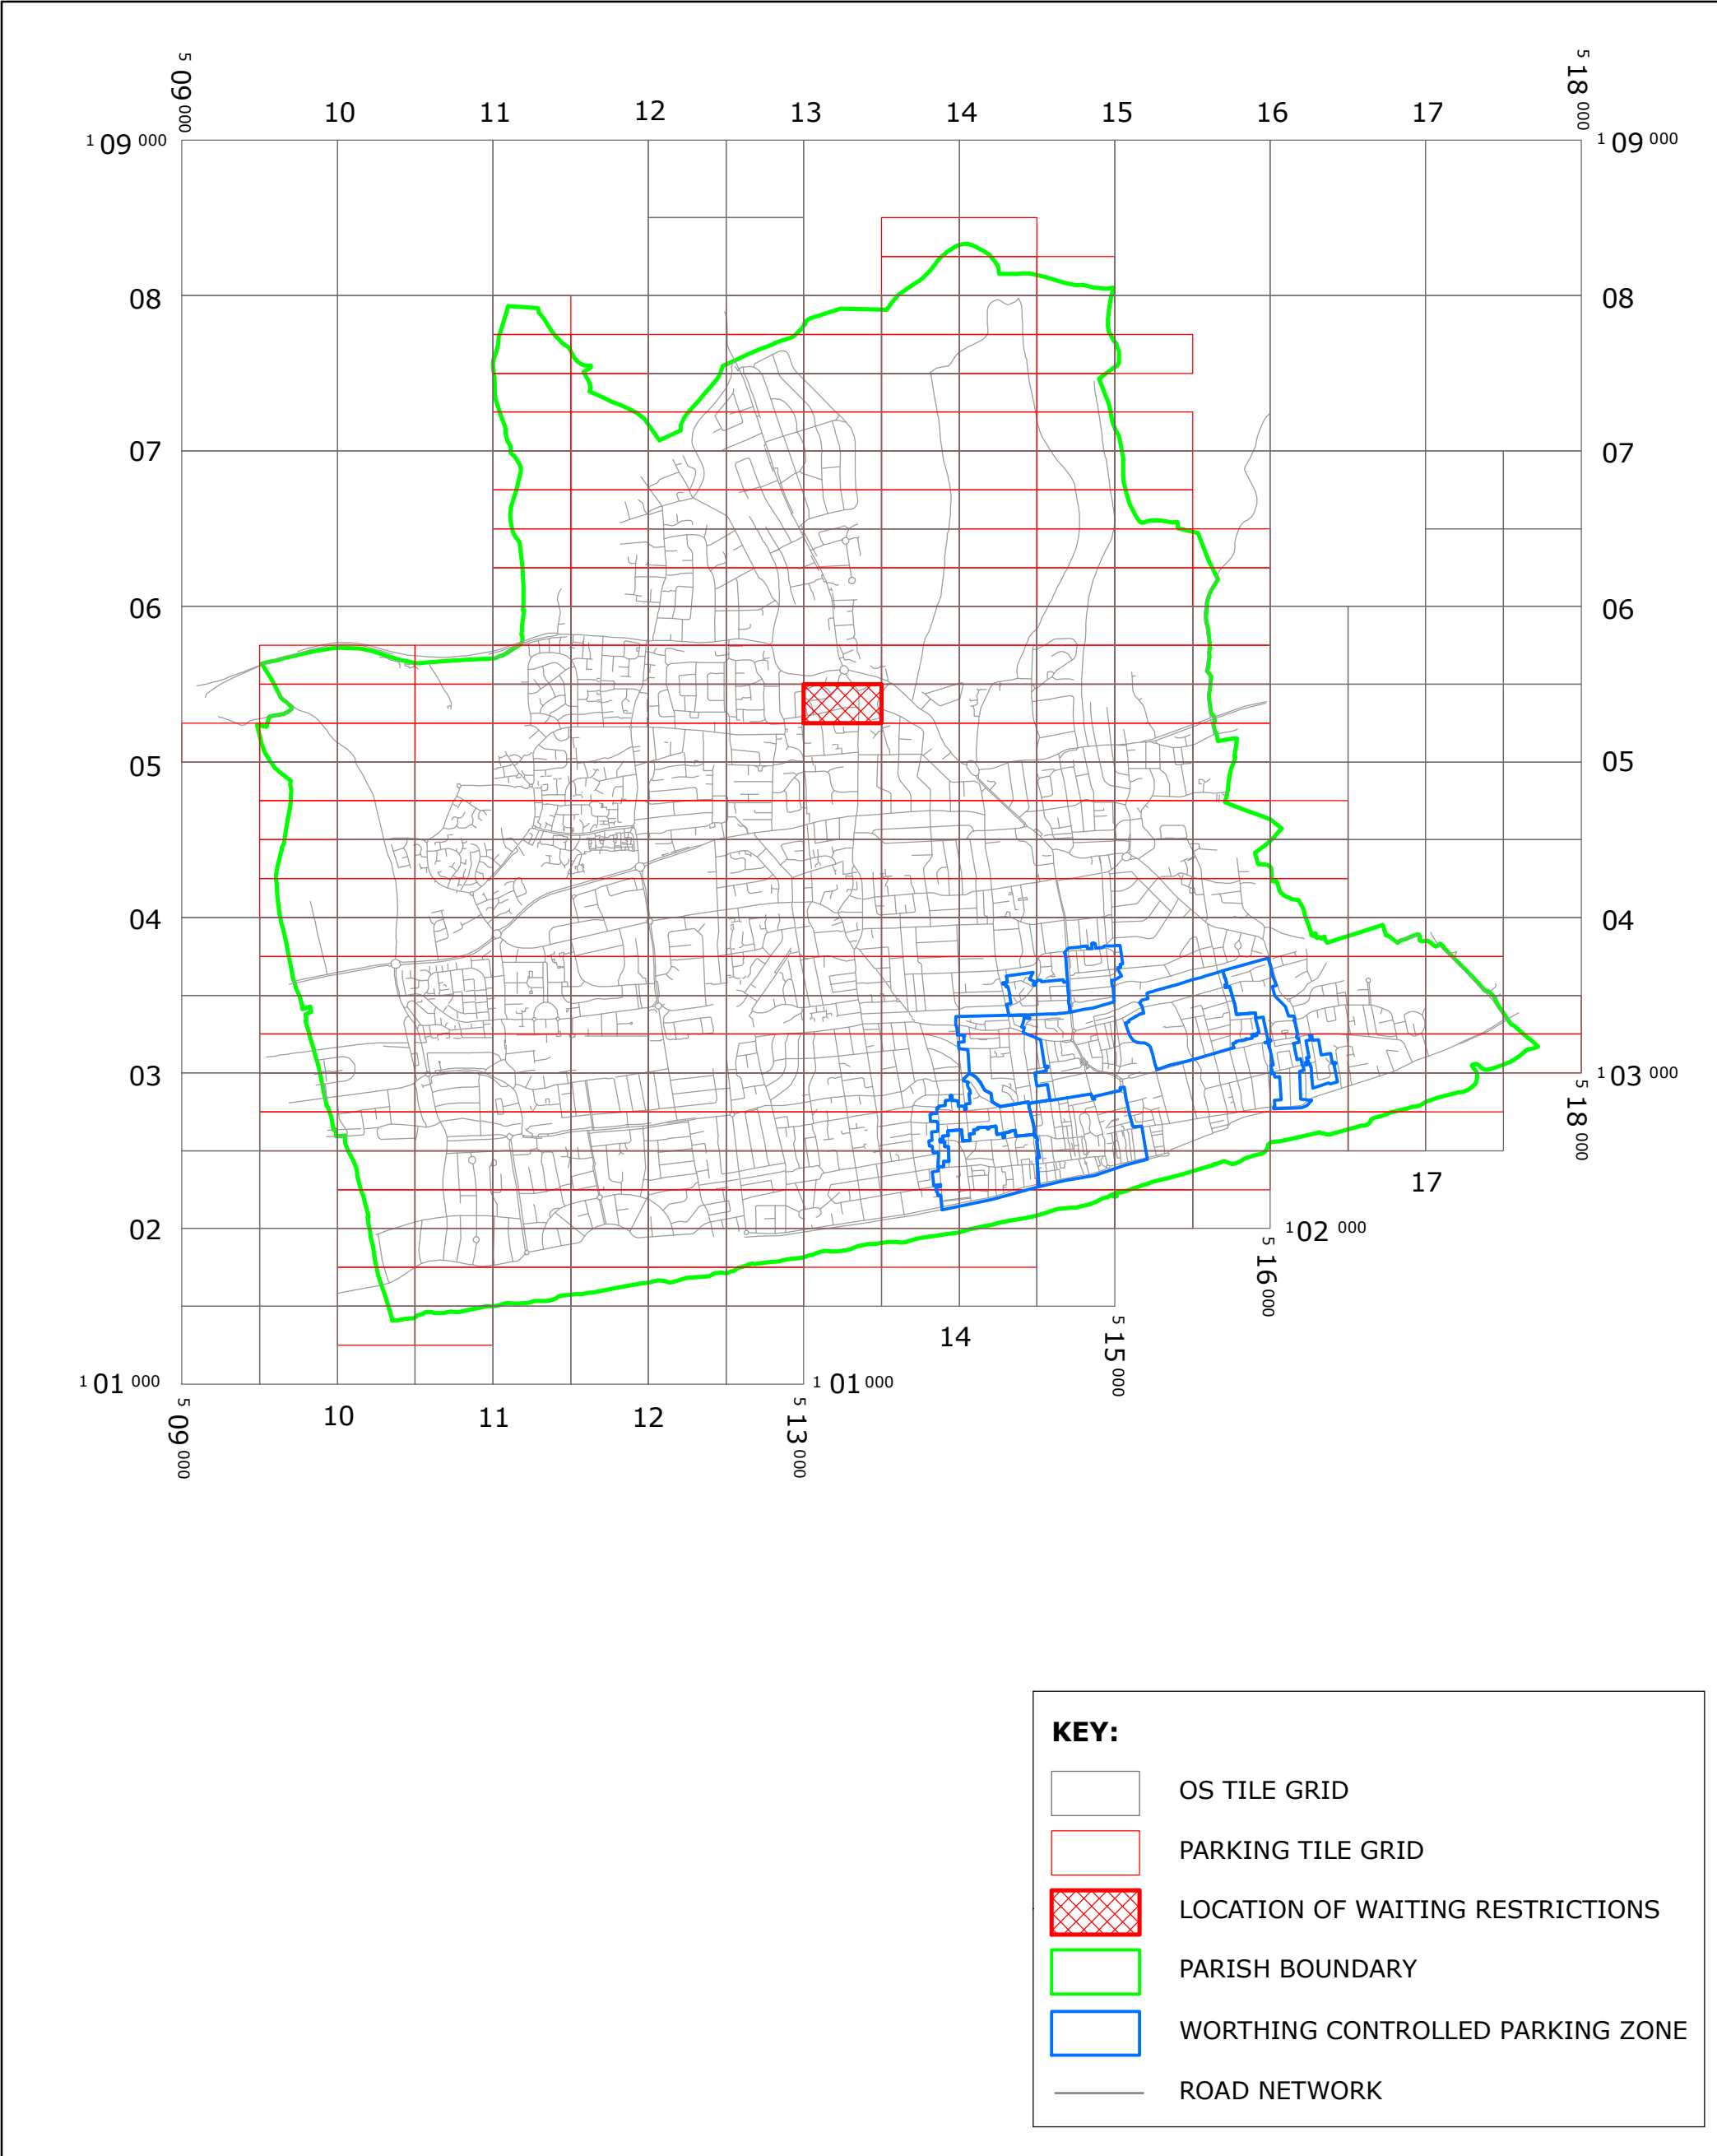 5 09 000
10 11 12 13 14 15 16 17
5 18 000
1 09 000
1 09 000
08 08
07 07
06 06
05 05
04 04
03
1 03 000
5 18 000
17
02
1 02 000
5 16 000
14
5 15 000
1 01 000
1 01 000
5 09 000
10 11 12
5 13 000
KEY:
OS TILE GRID
PARKING TILE GRID
LOCATION OF WAITING RESTRICTIONS
PARISH BOUNDARY
WORTHING CONTROLLED PARKING ZONE
ROAD NETWORK